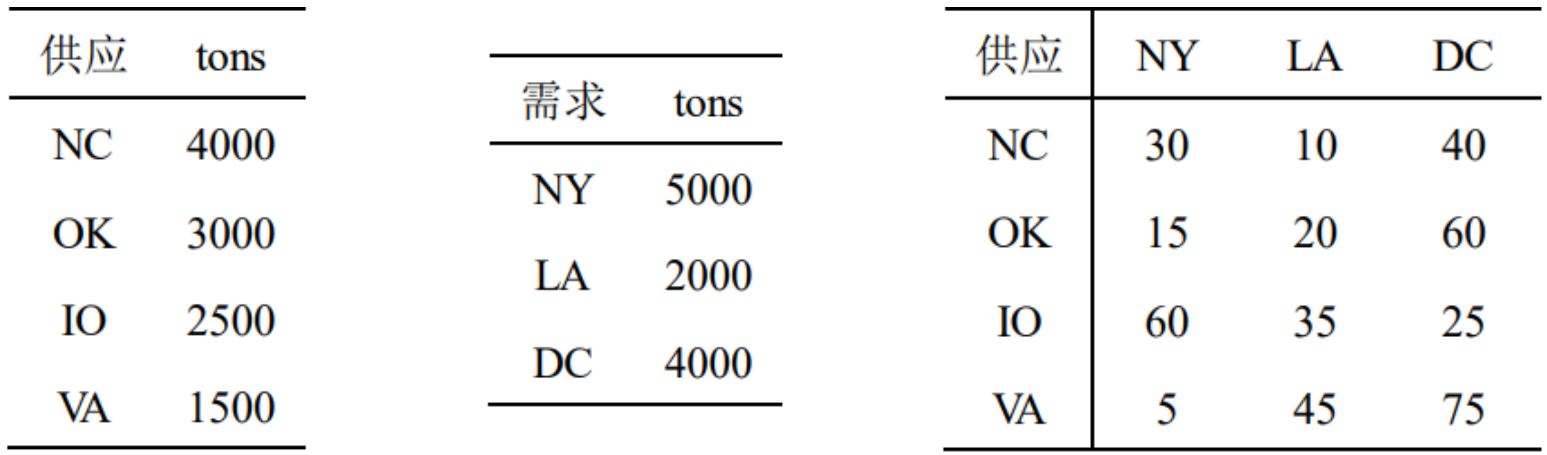 供应 tons
NC 4000
OK 3000
IO 2500
VA 1500
需求 tons
NY 5000
LA 2000
DC 4000
供应 NY LA DC
NC 30 10 40
OK 15 20 60
IO 60 35 25
VA 5 45 75